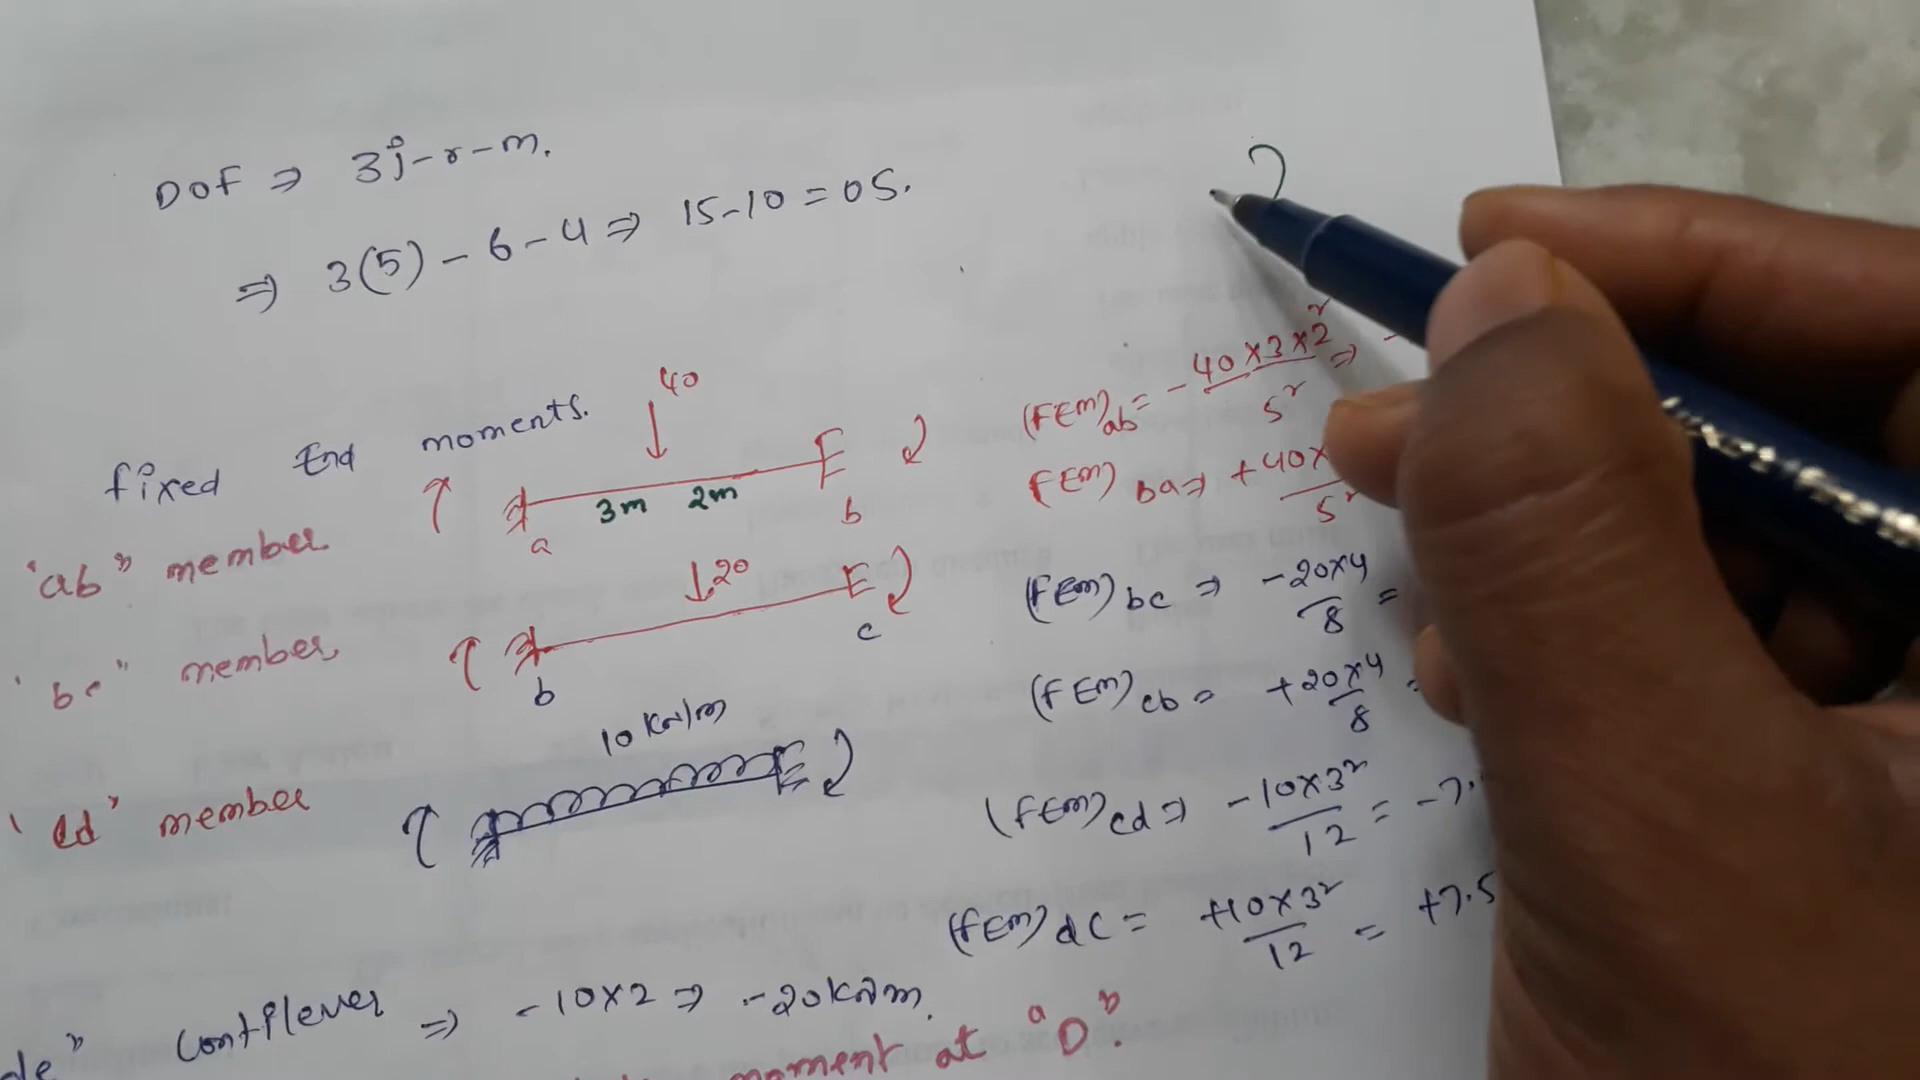 DOF ⇒ 3j-r-m.
⇒ 3(5) - 6 - 4 ⇒ 15-10 = 05.
fixed End moments.
"ab" member
40
3m 2m
a
b
(FEM)ab = - 40×3×2² ⇒ -
5²
FEM) ba ⇒ + 40×
5²
"bc" member
20
b
c
(FEM) bc ⇒ -20×4 =
8
(FEM) cb = +20×4
8
"cd" member
10 KN/m
(FEM) cd ⇒ -10×3² = -7.
12
(FEM) dc = +10×3² = +7.5
12
de" contilever ⇒ -10×2 ⇒ -20KNm.
moment at "D".